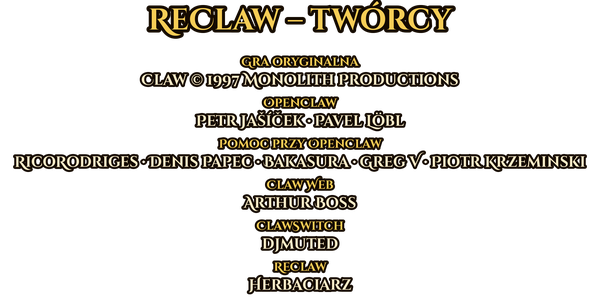 ReClaw – Twórcy
Gra oryginalna
Claw © 1997 Monolith Productions
OpenClaw
Petr Jašíček • Pavel Löbl
Pomoc przy OpenClaw
RicoRodriges • Denis Papec • Bakasura • Greg V • Piotr Krzeminski
Claw Web
Arthur Boss
ClawSwitch
DJMuted
ReClaw
Herbaciarz